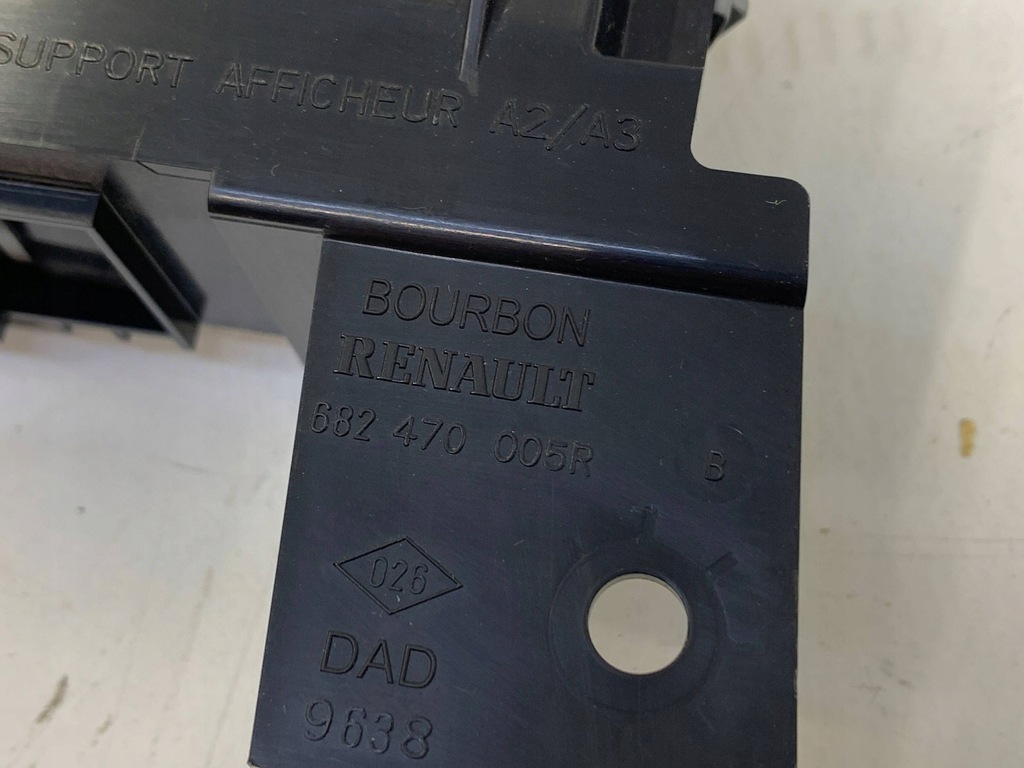 SUPPORT AFFICHEUR A2/A3
BOURBON
RENAULT
682 470 005R B
026
DAD
9638